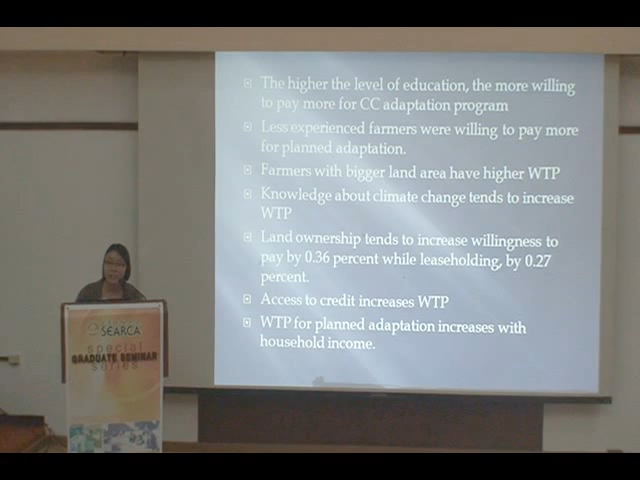 The higher the level of education, the more willing
to pay more for CC adaptation program
Less experienced farmers were willing to pay more
for planned adaptation.
Farmers with bigger land area have higher WTP
Knowledge about climate change tends to increase
WTP
Land ownership tends to increase willingness to
pay by 0.36 percent while leaseholding, by 0.27
percent.
Access to credit increases WTP
WTP for planned adaptation increases with
household income.
SEARCA
special
GRADUATE SEMINAR
series